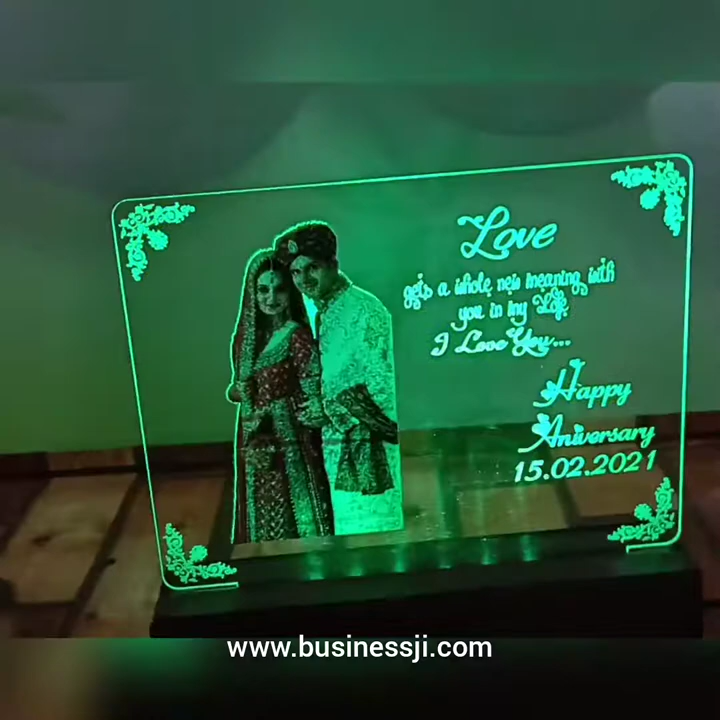 Love
gets a whole new meaning with
you in my Life
I Love You...
Happy
Aniversary
15.02.2021
www.businessji.com